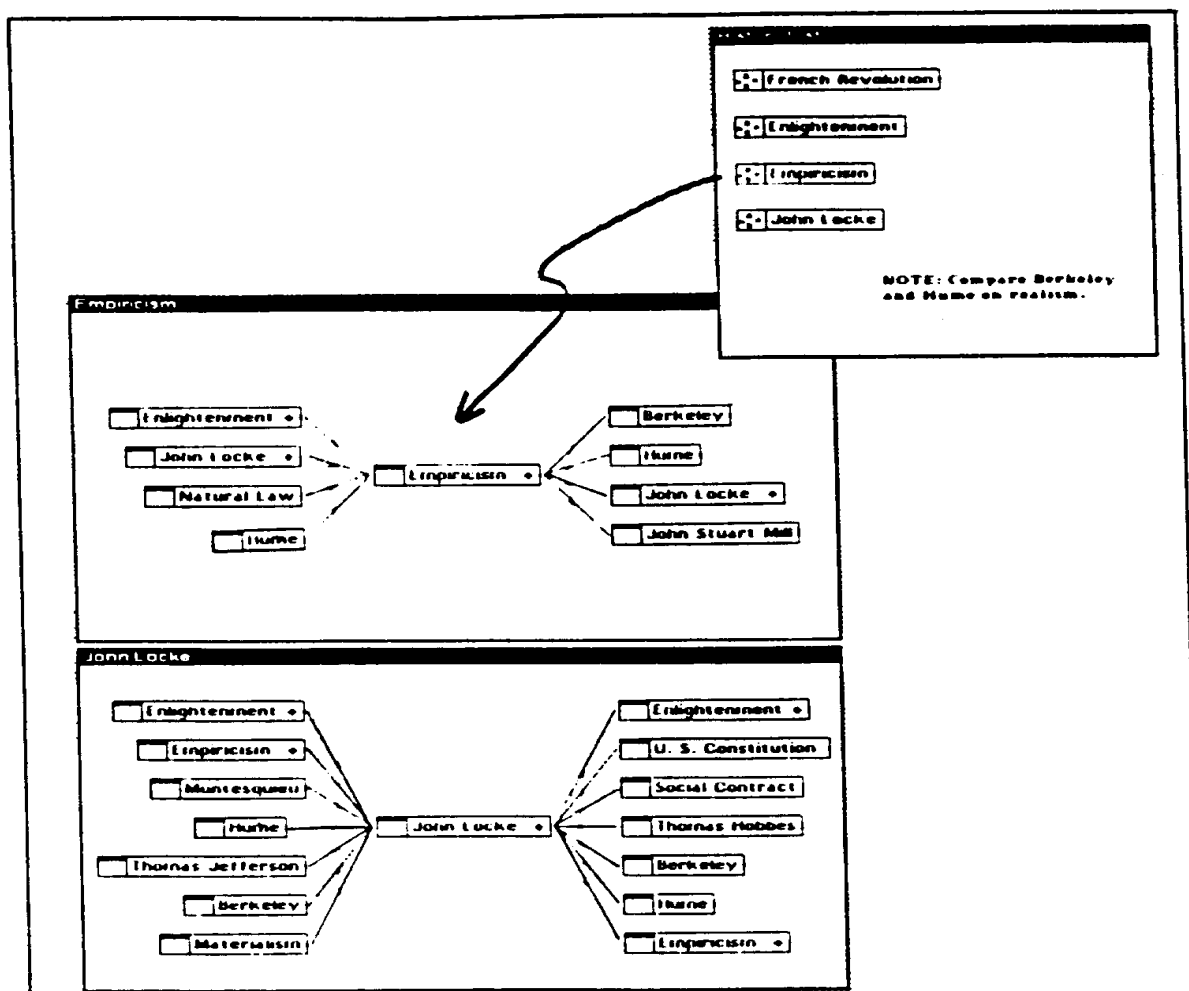 French Revolution
Enlightenment
Empiricism
John Locke
NOTE: Compare Berkeley
and Hume on realism.
Empiricism
Enlightenment
John Locke
Natural Law
Hume
Empiricism
Berkeley
Hume
John Locke
John Stuart Mill
John Locke
Enlightenment
Empiricism
Montesquieu
Hume
Thomas Jefferson
Berkeley
Materialism
John Locke
Enlightenment
U. S. Constitution
Social Contract
Thomas Hobbes
Berkeley
Hume
Empiricism